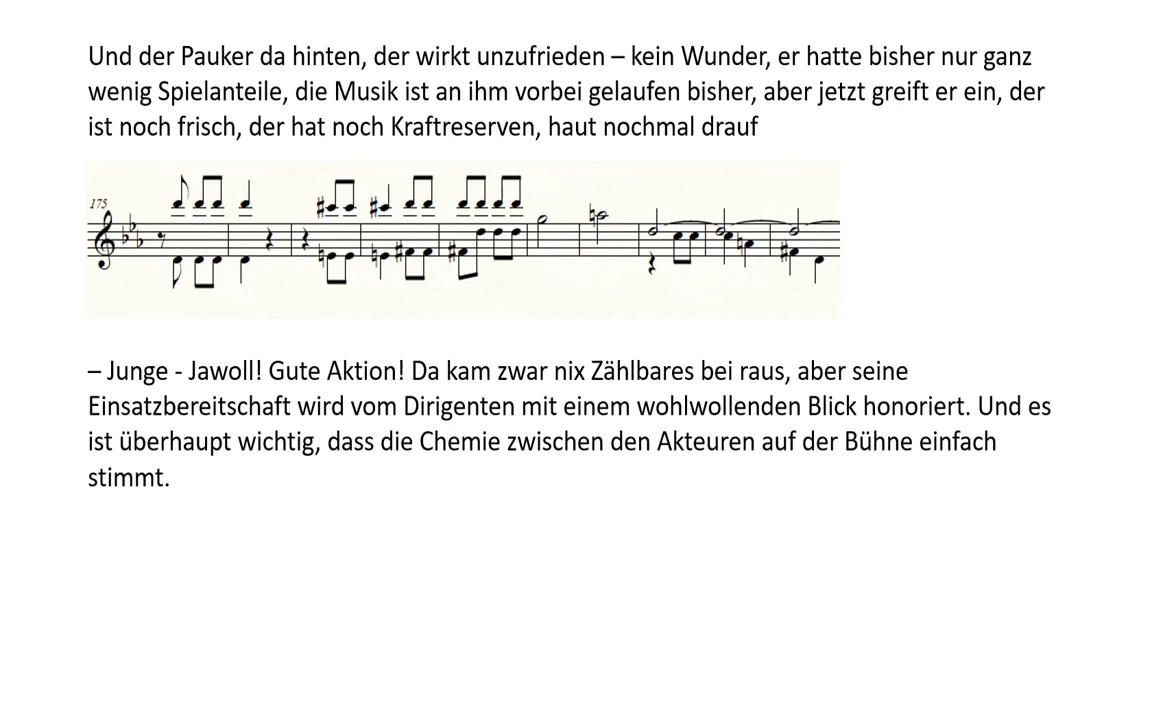 Und der Pauker da hinten, der wirkt unzufrieden – kein Wunder, er hatte bisher nur ganz
wenig Spielanteile, die Musik ist an ihm vorbei gelaufen bisher, aber jetzt greift er ein, der
ist noch frisch, der hat noch Kraftreserven, haut nochmal drauf
175
– Junge - Jawoll! Gute Aktion! Da kam zwar nix Zählbares bei raus, aber seine
Einsatzbereitschaft wird vom Dirigenten mit einem wohlwollenden Blick honoriert. Und es
ist überhaupt wichtig, dass die Chemie zwischen den Akteuren auf der Bühne einfach
stimmt.